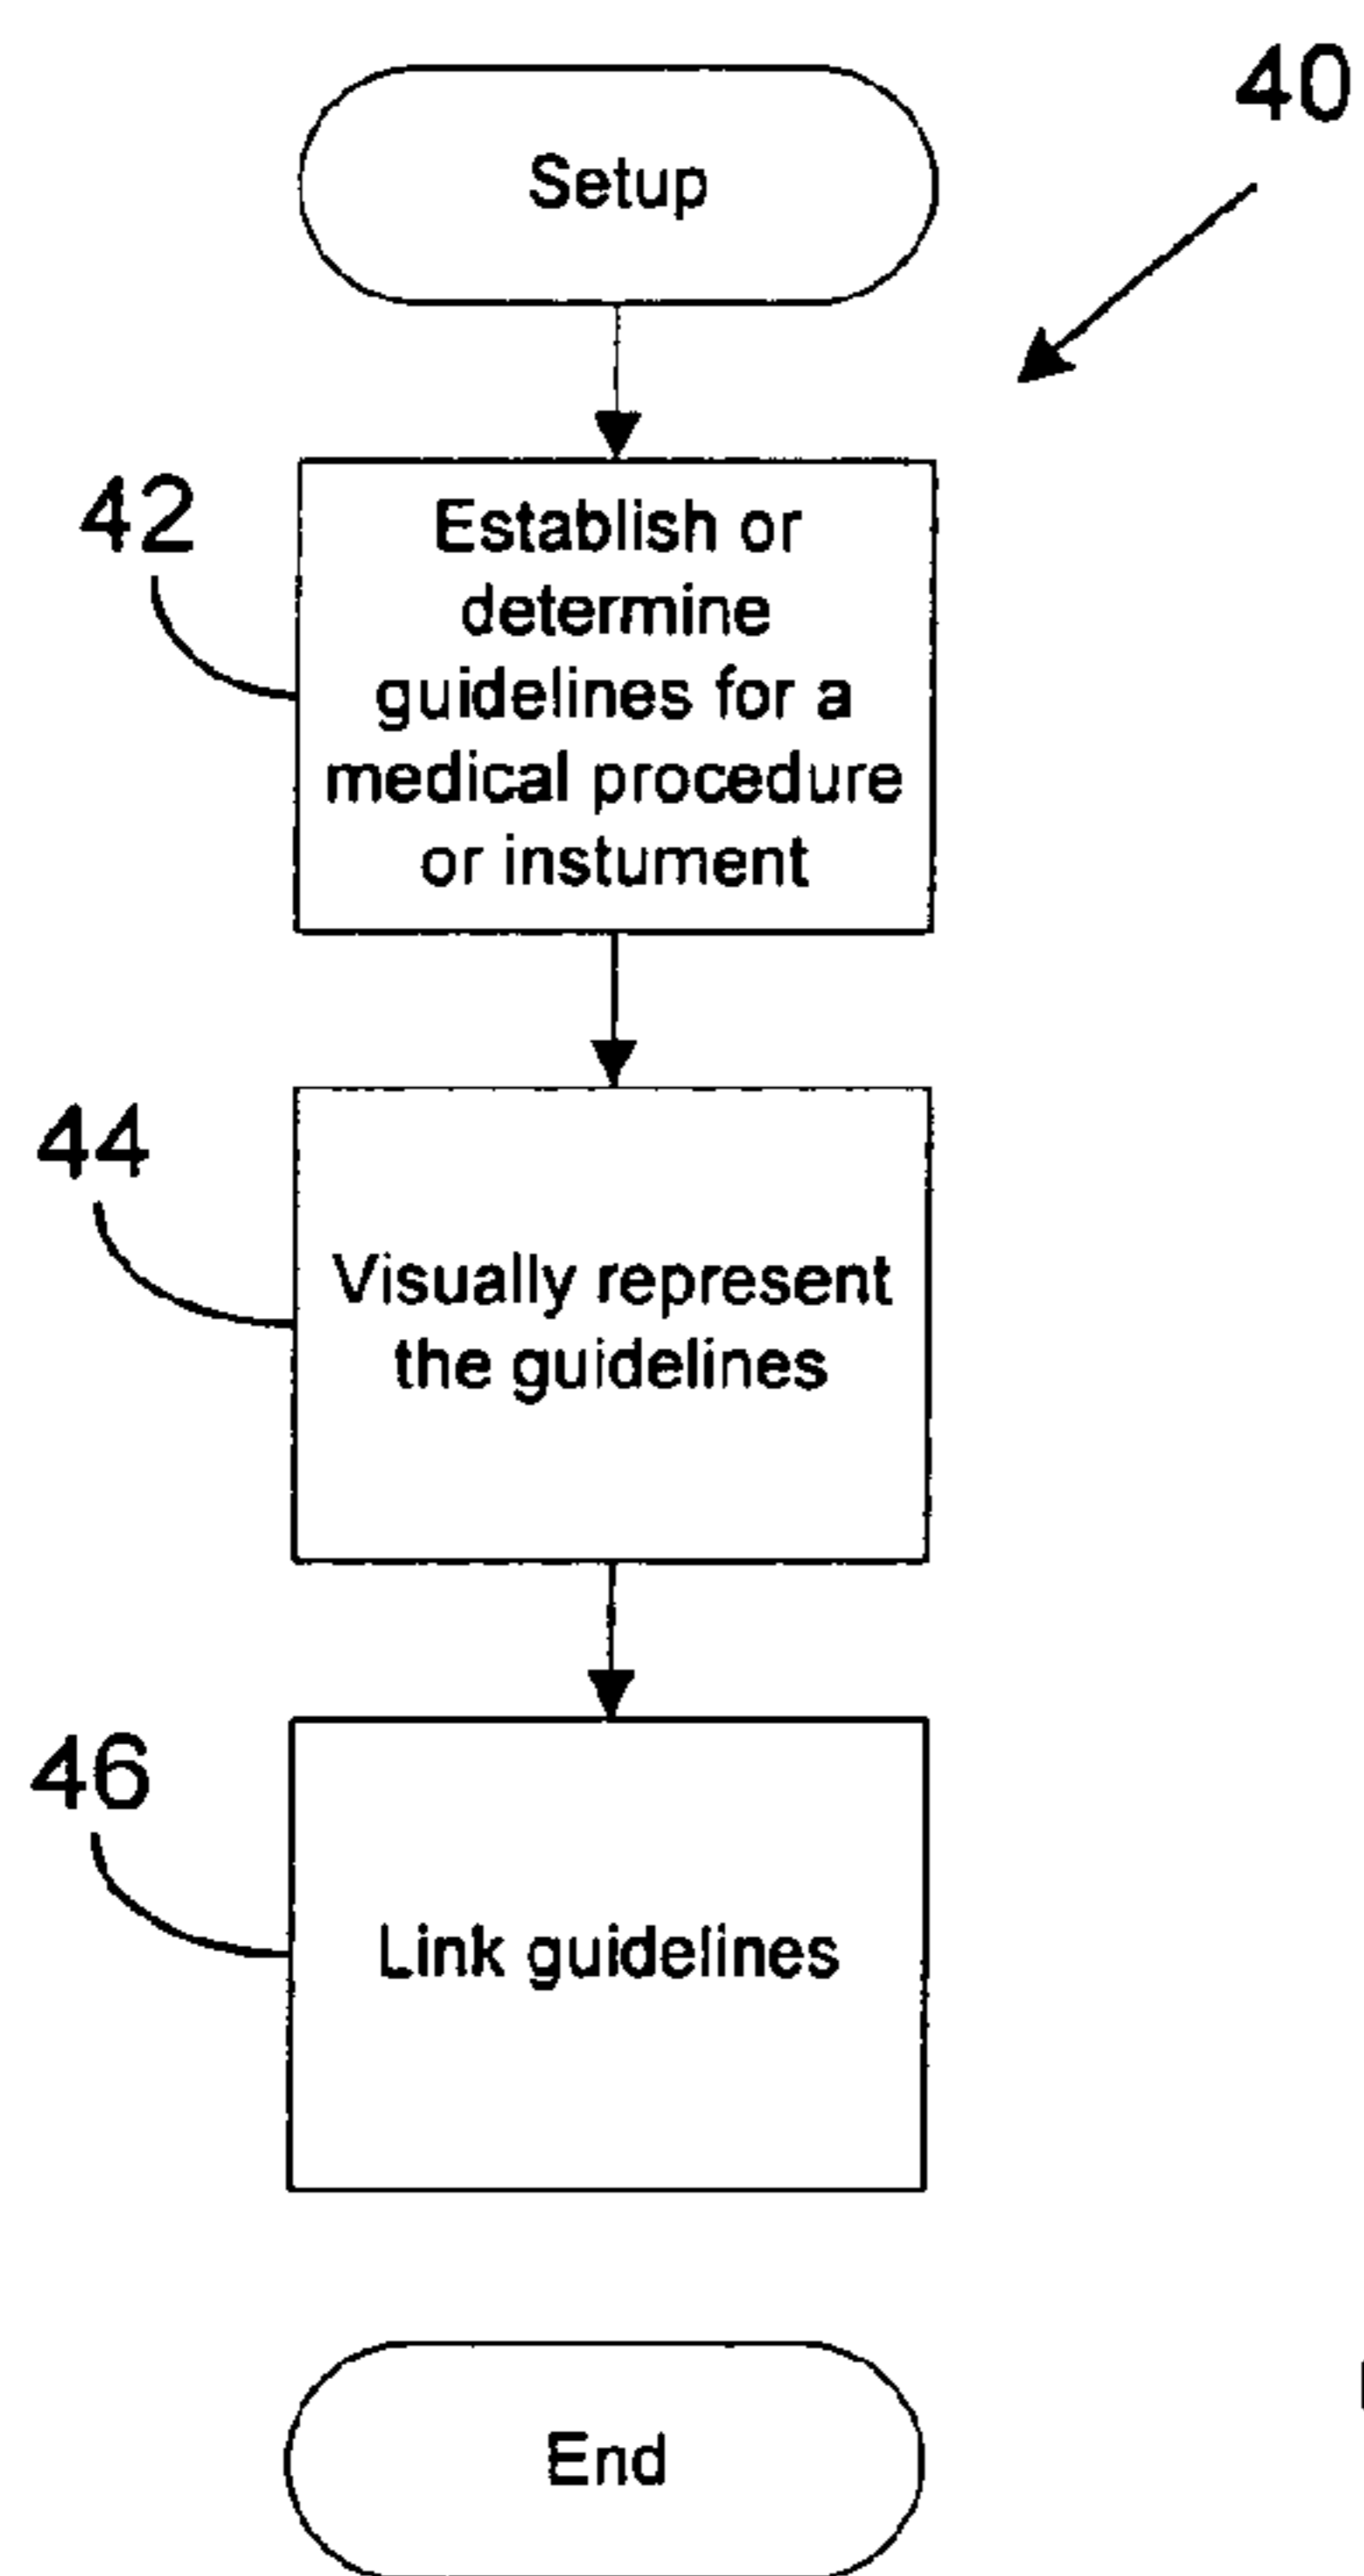 40
Setup
42
Establish or
determine
guidelines for a
medical procedure
or instument
44
Visually represent
the guidelines
46
Link guidelines
End